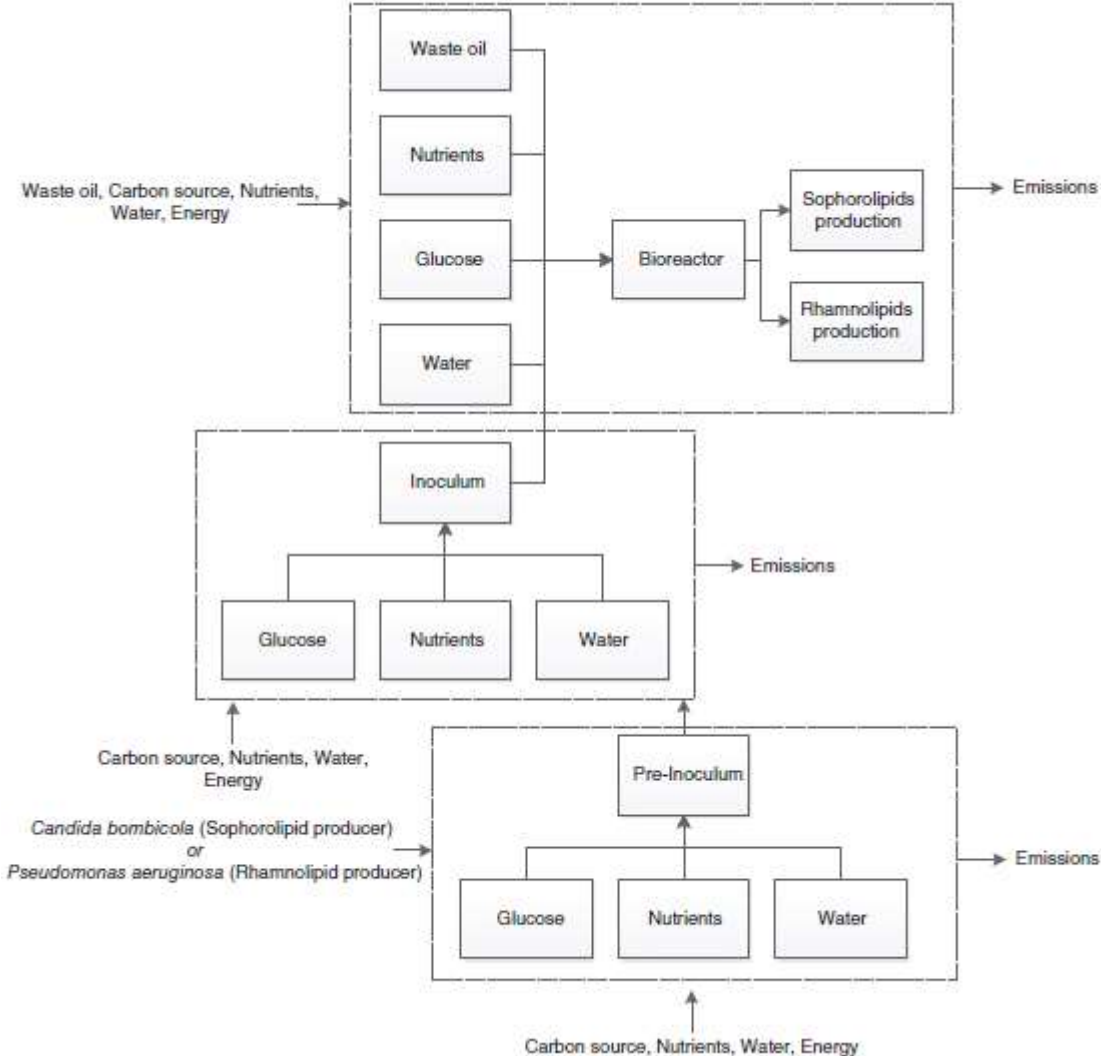 Waste oil
Nutrients
Waste oil, Carbon source, Nutrients,
Water, Energy
Glucose
Water
Bioreactor
Sophorolipids
production
Rhamnolipids
production
Emissions
Inoculum
Glucose
Nutrients
Water
Emissions
Carbon source, Nutrients, Water,
Energy
Candida bombicola (Sophorolipid producer)
or
Pseudomonas aeruginosa (Rhamnolipid producer)
Pre-Inoculum
Glucose
Nutrients
Water
Emissions
Carbon source, Nutrients, Water, Energy